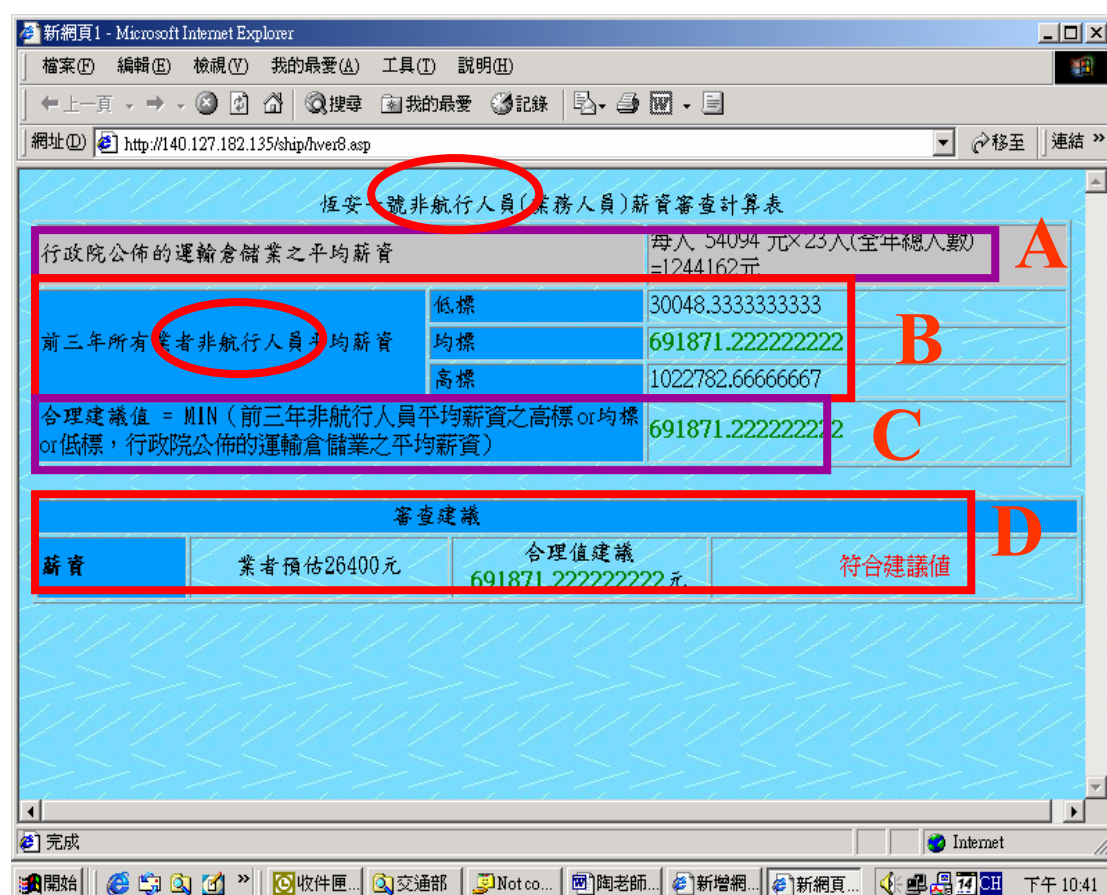 新網頁1 - Microsoft Internet Explorer
檔案(F) 編輯(E) 檢視(V) 我的最愛(A) 工具(T) 說明(H)
上一頁 搜尋 我的最愛 記錄
網址(D) http://140.127.182.135/ship/hver8.asp 移至 連結 »
恆安一號非航行人員(業務人員)薪資審查計算表
行政院公佈的運輸倉儲業之平均薪資
每人 54094 元×23人(全年總人數)
=1244162元
A
前三年所有業者非航行人員平均薪資
低標 30048.3333333333
均標 691871.222222222
高標 1022782.66666667
B
合理建議值 = MIN（前三年非航行人員平均薪資之高標or均標
or低標，行政院公佈的運輸倉儲業之平均薪資）
691871.222222222
C
審查建議
D
薪資 業者預估26400元
合理值建議
691871.222222222元
符合建議值
完成 Internet
開始 » 收件匣... 交通部 Not co... 陶老師... 新增網... 新網頁... 14 CH 下午 10:41